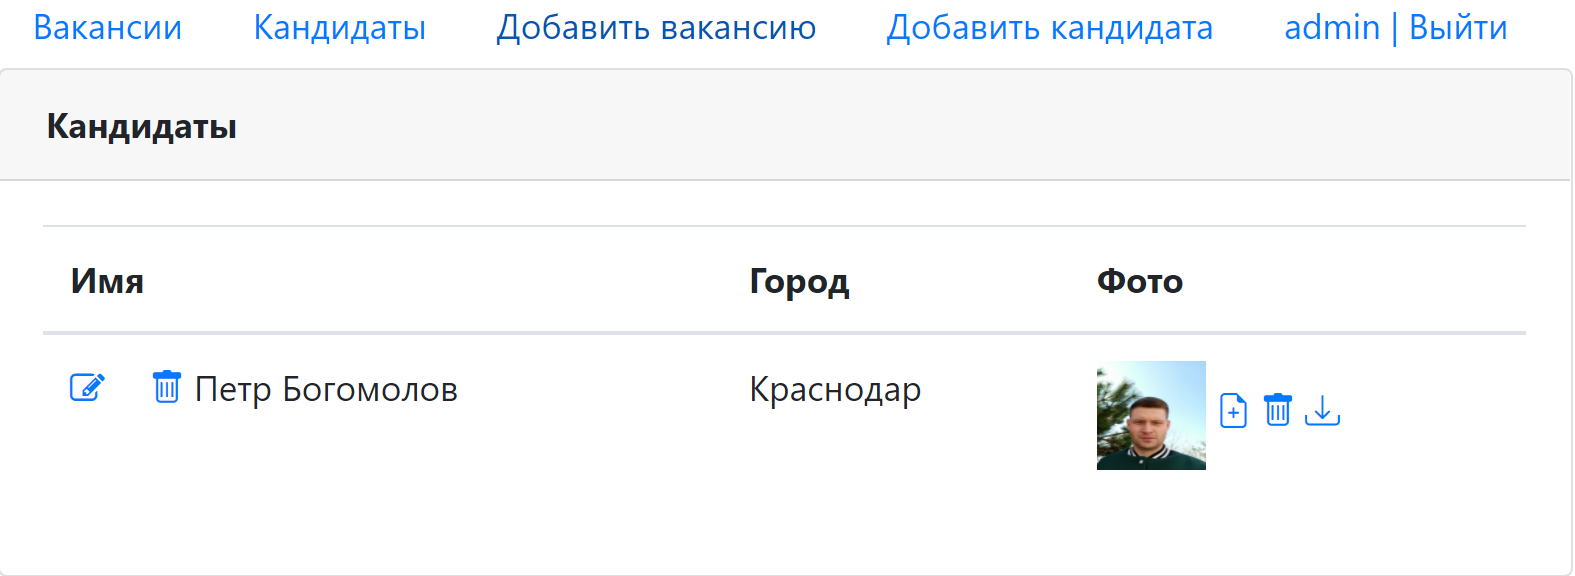 Вакансии Кандидаты Добавить вакансию Добавить кандидата admin | Выйти
Кандидаты
Имя Город Фото
Петр Богомолов Краснодар